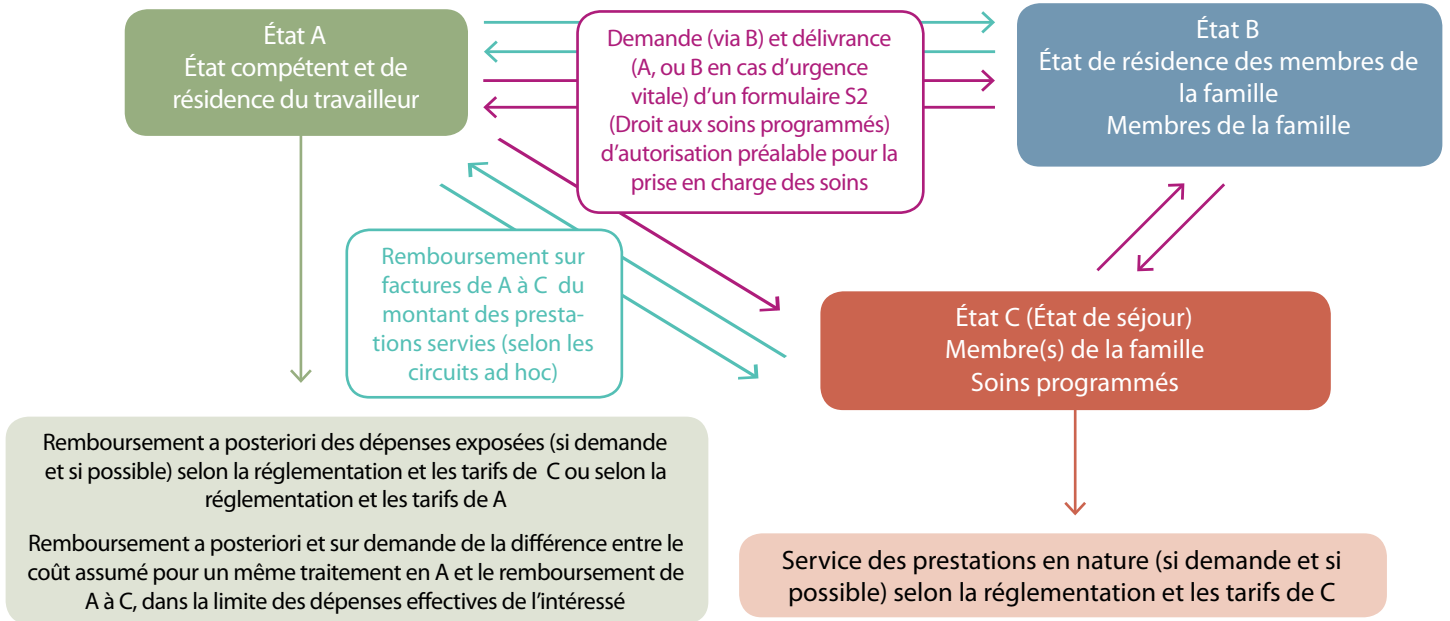 État A
État compétent et de
résidence du travailleur
Demande (via B) et délivrance
(A, ou B en cas d'urgence
vitale) d'un formulaire S2
(Droit aux soins programmés)
d'autorisation préalable pour la
prise en charge des soins
État B
État de résidence des membres de
la famille
Membres de la famille
Remboursement sur
factures de A à C du
montant des presta-
tions servies (selon les
circuits ad hoc)
État C (État de séjour)
Membre(s) de la famille
Soins programmés
Remboursement a posteriori des dépenses exposées (si demande
et si possible) selon la réglementation et les tarifs de C ou selon la
réglementation et les tarifs de A
Remboursement a posteriori et sur demande de la différence entre le
coût assumé pour un même traitement en A et le remboursement de
A à C, dans la limite des dépenses effectives de l'intéressé
Service des prestations en nature (si demande et si
possible) selon la réglementation et les tarifs de C